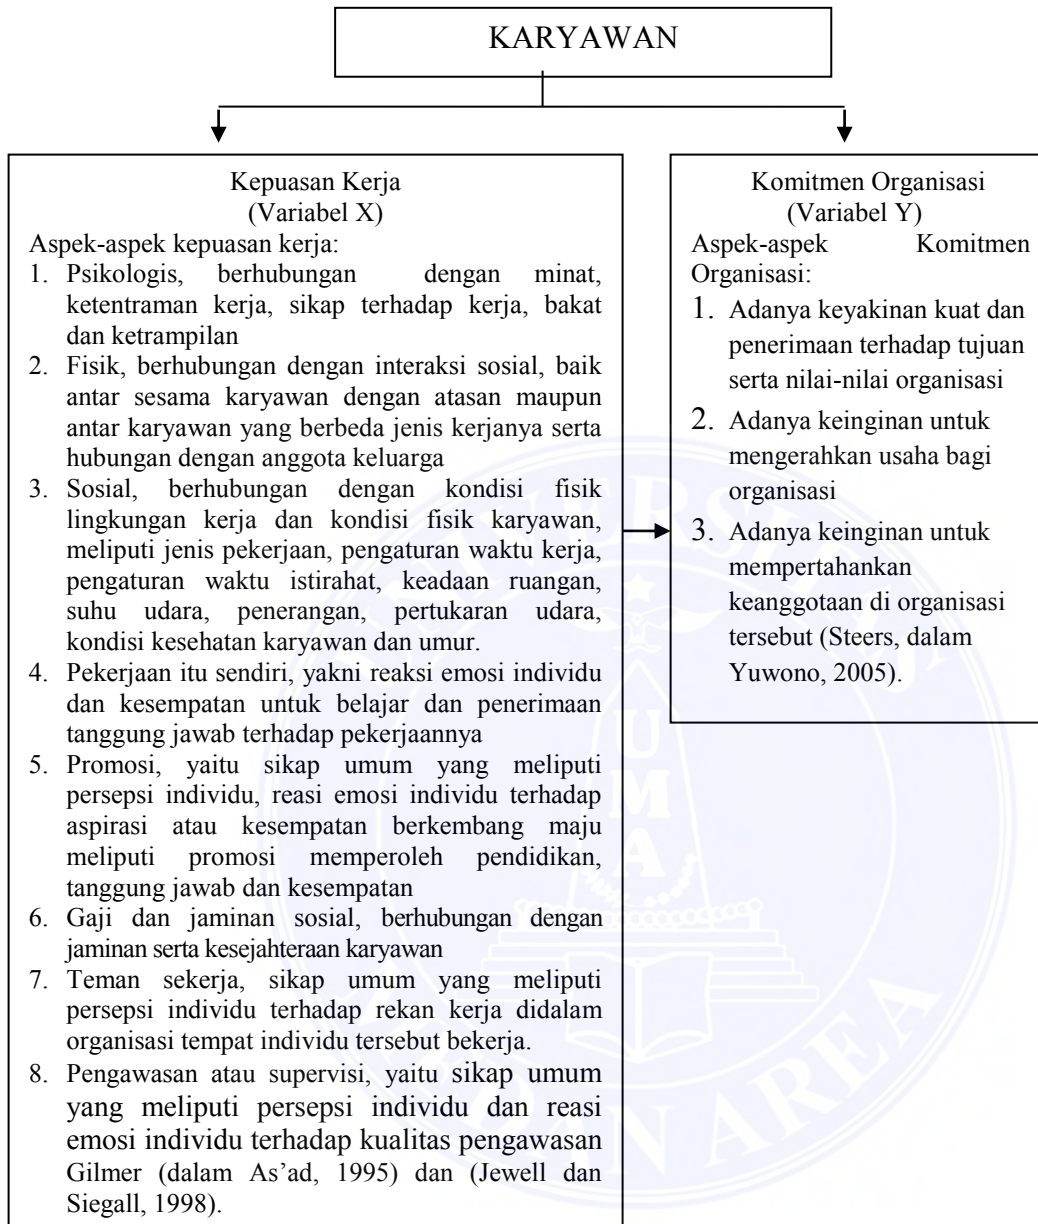 KARYAWAN
Kepuasan Kerja
(Variabel X)
Aspek-aspek kepuasan kerja:
1. Psikologis, berhubungan dengan minat,
ketentraman kerja, sikap terhadap kerja, bakat
dan ketrampilan
2. Fisik, berhubungan dengan interaksi sosial, baik
antar sesama karyawan dengan atasan maupun
antar karyawan yang berbeda jenis kerjanya serta
hubungan dengan anggota keluarga
3. Sosial, berhubungan dengan kondisi fisik
lingkungan kerja dan kondisi fisik karyawan,
meliputi jenis pekerjaan, pengaturan waktu kerja,
pengaturan waktu istirahat, keadaan ruangan,
suhu udara, penerangan, pertukaran udara,
kondisi kesehatan karyawan dan umur.
4. Pekerjaan itu sendiri, yakni reaksi emosi individu
dan kesempatan untuk belajar dan penerimaan
tanggung jawab terhadap pekerjaannya
5. Promosi, yaitu sikap umum yang meliputi
persepsi individu, reasi emosi individu terhadap
aspirasi atau kesempatan berkembang maju
meliputi promosi memperoleh pendidikan,
tanggung jawab dan kesempatan
6. Gaji dan jaminan sosial, berhubungan dengan
jaminan serta kesejahteraan karyawan
7. Teman sekerja, sikap umum yang meliputi
persepsi individu terhadap rekan kerja didalam
organisasi tempat individu tersebut bekerja.
8. Pengawasan atau supervisi, yaitu sikap umum
yang meliputi persepsi individu dan reasi
emosi individu terhadap kualitas pengawasan
Gilmer (dalam As’ad, 1995) dan (Jewell dan
Siegall, 1998).
Komitmen Organisasi
(Variabel Y)
Aspek-aspek Komitmen
Organisasi:
1. Adanya keyakinan kuat dan
penerimaan terhadap tujuan
serta nilai-nilai organisasi
2. Adanya keinginan untuk
mengerahkan usaha bagi
organisasi
3. Adanya keinginan untuk
mempertahankan
keanggotaan di organisasi
tersebut (Steers, dalam
Yuwono, 2005).
UNIVERSITAS
MEDAN AREA
UMA